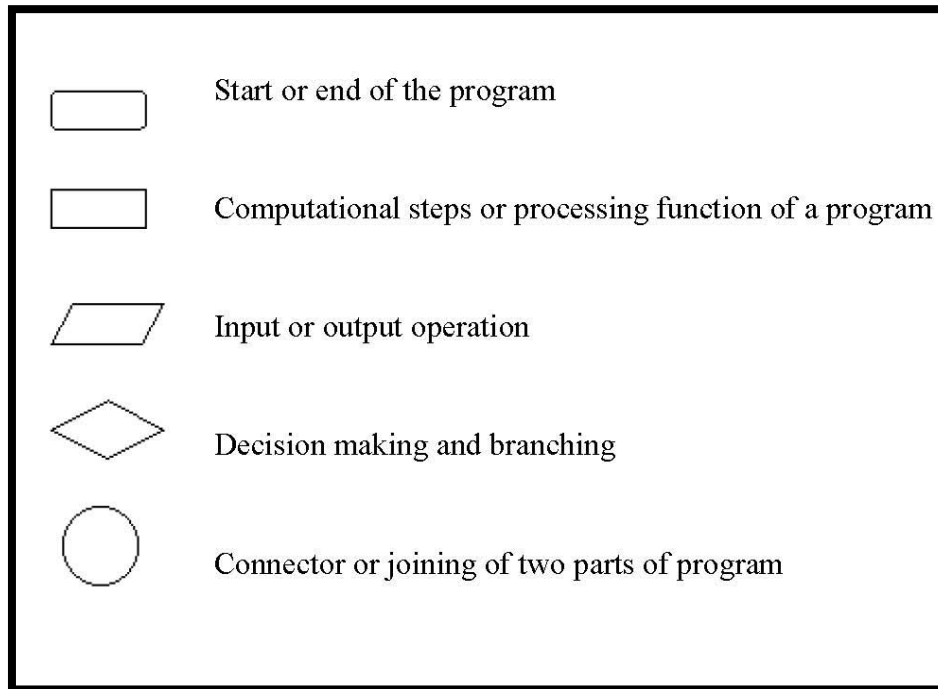 Start or end of the program
Computational steps or processing function of a program
Input or output operation
Decision making and branching
Connector or joining of two parts of program